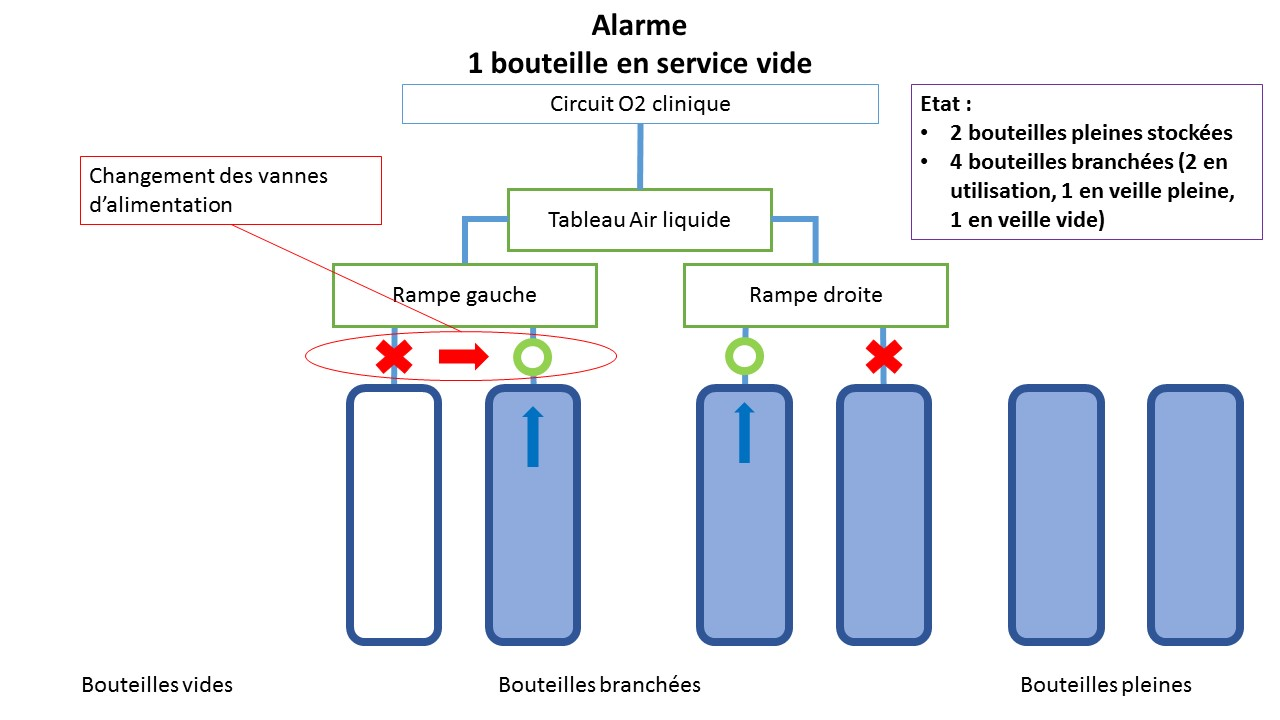 Alarme
1 bouteille en service vide
Circuit O2 clinique
Etat :
• 2 bouteilles pleines stockées
• 4 bouteilles branchées (2 en
utilisation, 1 en veille pleine,
1 en veille vide)
Changement des vannes
d’alimentation
Tableau Air liquide
Rampe gauche
Rampe droite
Bouteilles vides
Bouteilles branchées
Bouteilles pleines